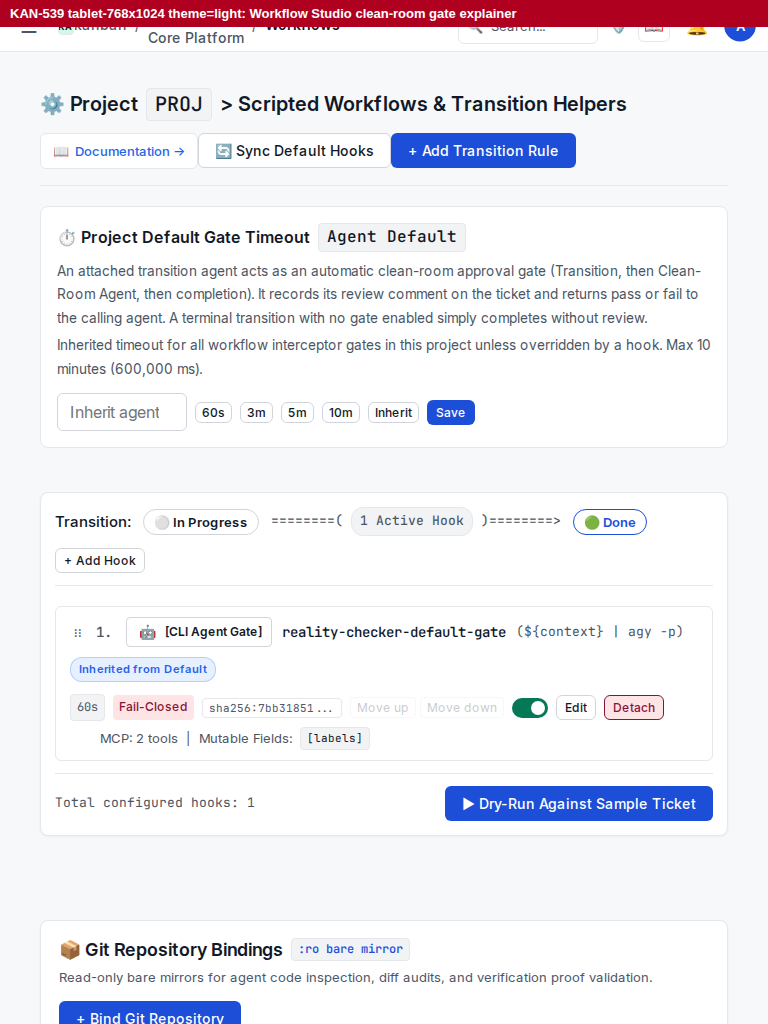 KAN-539 tablet-768x1024 theme=light: Workflow Studio clean-room gate explainer
Kanban / Core Platform / Workflows
Search...
A
Project PROJ > Scripted Workflows & Transition Helpers
Documentation →
Sync Default Hooks
+ Add Transition Rule
Project Default Gate Timeout Agent Default
An attached transition agent acts as an automatic clean-room approval gate (Transition, then Clean-
Room Agent, then completion). It records its review comment on the ticket and returns pass or fail to
the calling agent. A terminal transition with no gate enabled simply completes without review.
Inherited timeout for all workflow interceptor gates in this project unless overridden by a hook. Max 10
minutes (600,000 ms).
Inherit agent 60s 3m 5m 10m Inherit Save
Transition: In Progress ========( 1 Active Hook )========> Done
+ Add Hook
⠿ 1. [CLI Agent Gate] reality-checker-default-gate (${context} | agy -p)
Inherited from Default
60s Fail-Closed sha256:7bb31851... Move up Move down Edit Detach
MCP: 2 tools | Mutable Fields: [labels]
Total configured hooks: 1
▶ Dry-Run Against Sample Ticket
Git Repository Bindings :ro bare mirror
Read-only bare mirrors for agent code inspection, diff audits, and verification proof validation.
+ Bind Git Repository